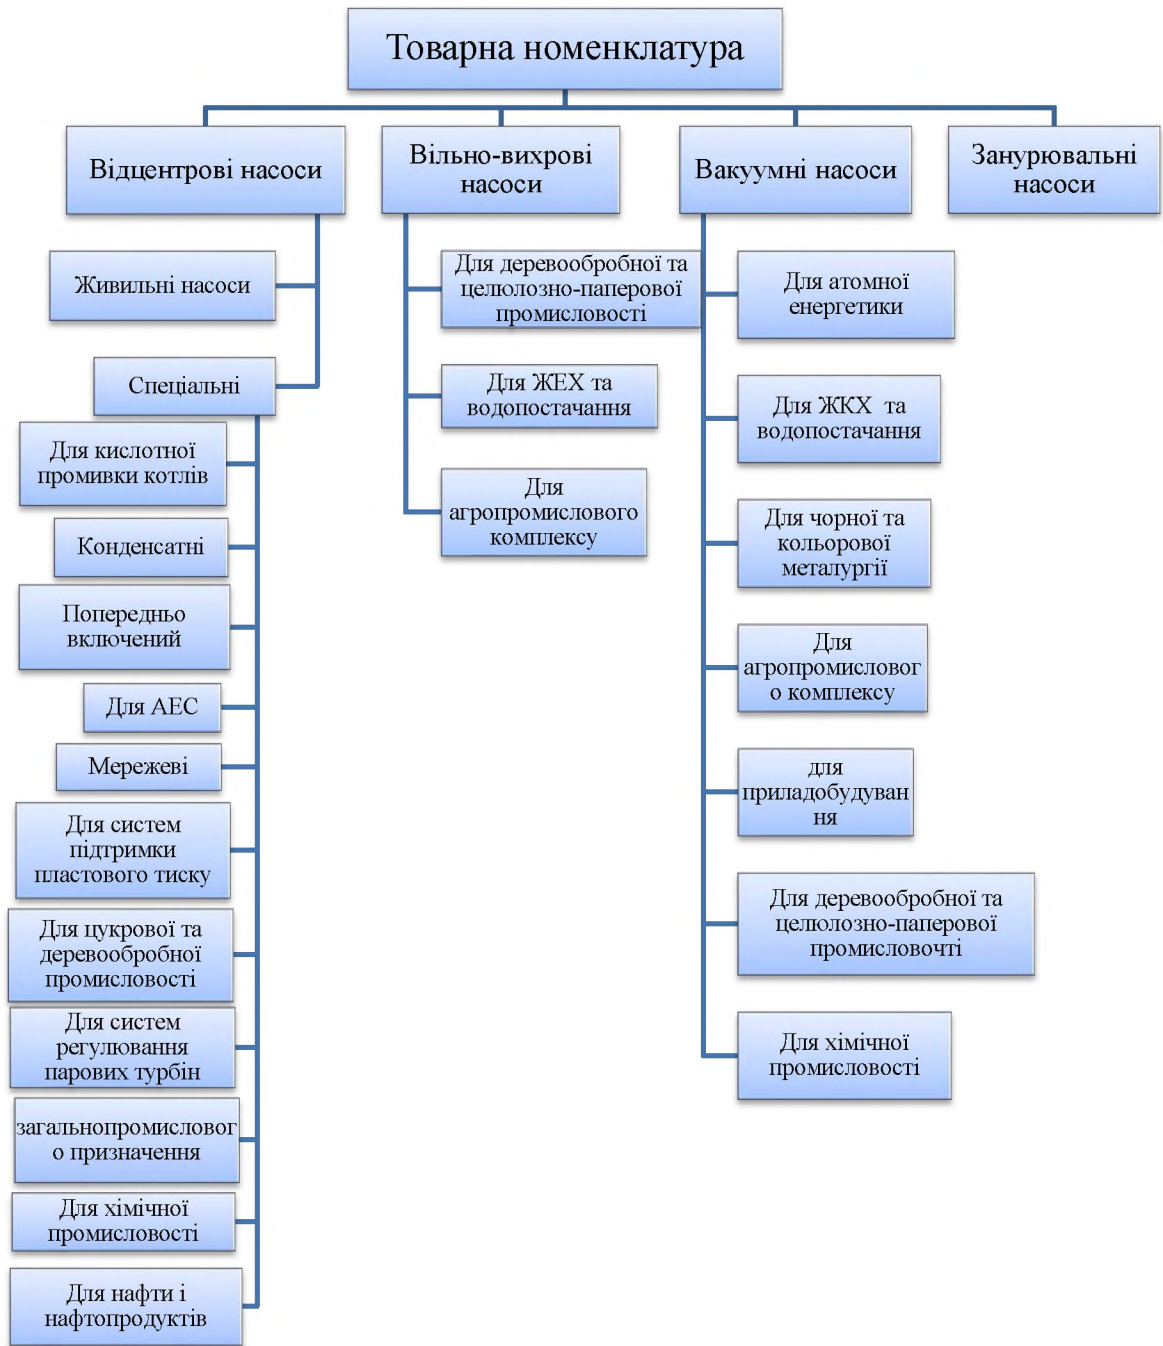 Товарна номенклатура
Відцентрові насоси
Вільно-вихрові
насоси
Вакуумні насоси
Занурювальні
насоси
Живильні насоси
Спеціальні
Для кислотної
промивки котлів
Конденсатні
Попередньо
включений
Для АЕС
Мережеві
Для систем
підтримки
пластового тиску
Для цукрової та
деревообробної
промисловості
Для систем
регулювання
парових турбін
загальнопромисловог
о призначення
Для хімічної
промисловості
Для нафти і
нафтопродуктів
Для деревообробної та
целюлозно-паперової
промисловості
Для ЖЕХ та
водопостачання
Для
агропромислового
комплексу
Для атомної
енергетики
Для ЖКХ та
водопостачання
Для чорної та
кольорової
металургії
Для
агропромисловог
о комплексу
для
приладобудуван
ня
Для деревообробної та
целюлозно-паперової
промисловочті
Для хімічної
промисловості